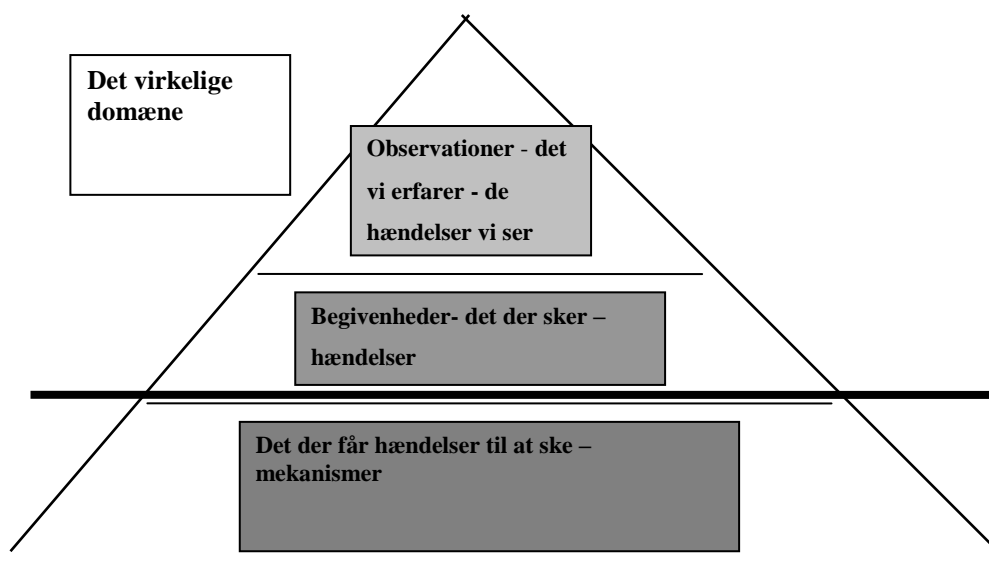 Det virkelige
domæne
Observationer - det
vi erfarer - de
hændelser vi ser
Begivenheder- det der sker –
hændelser
Det der får hændelser til at ske –
mekanismer